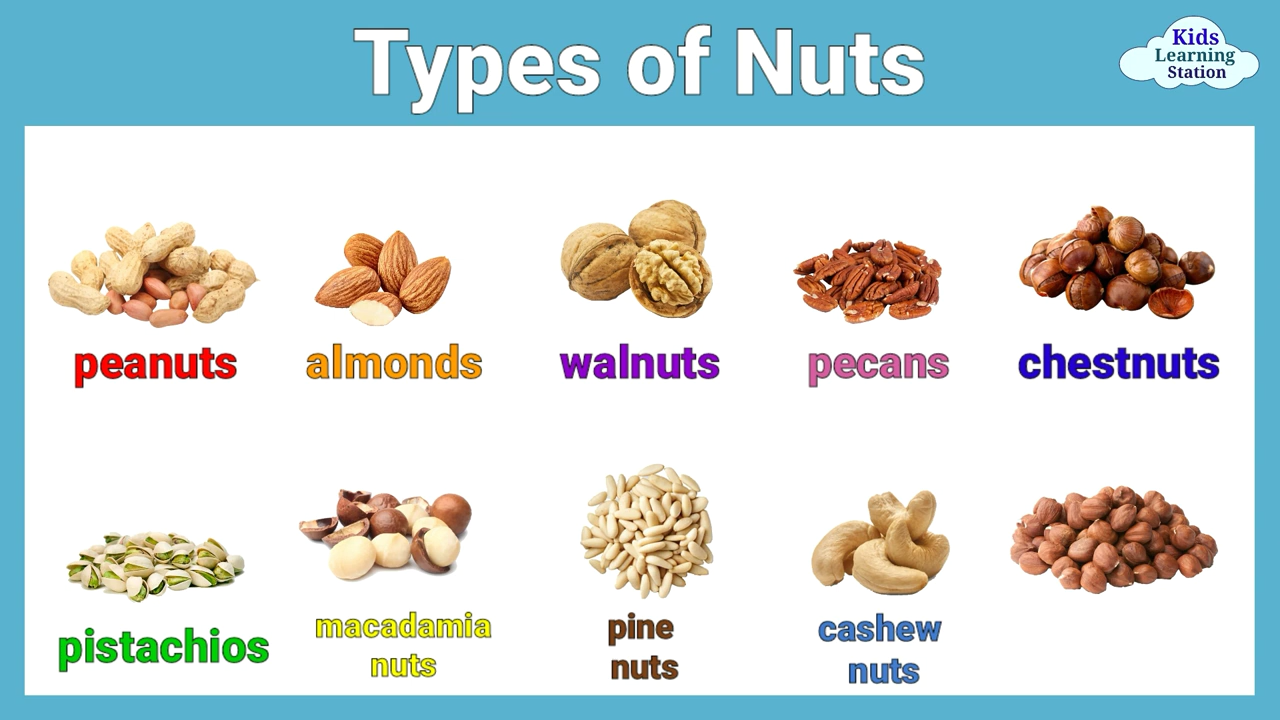 Types of Nuts
Kids
Learning
Station
peanuts
almonds
walnuts
pecans
chestnuts
pistachios
macadamia
nuts
pine
nuts
cashew
nuts